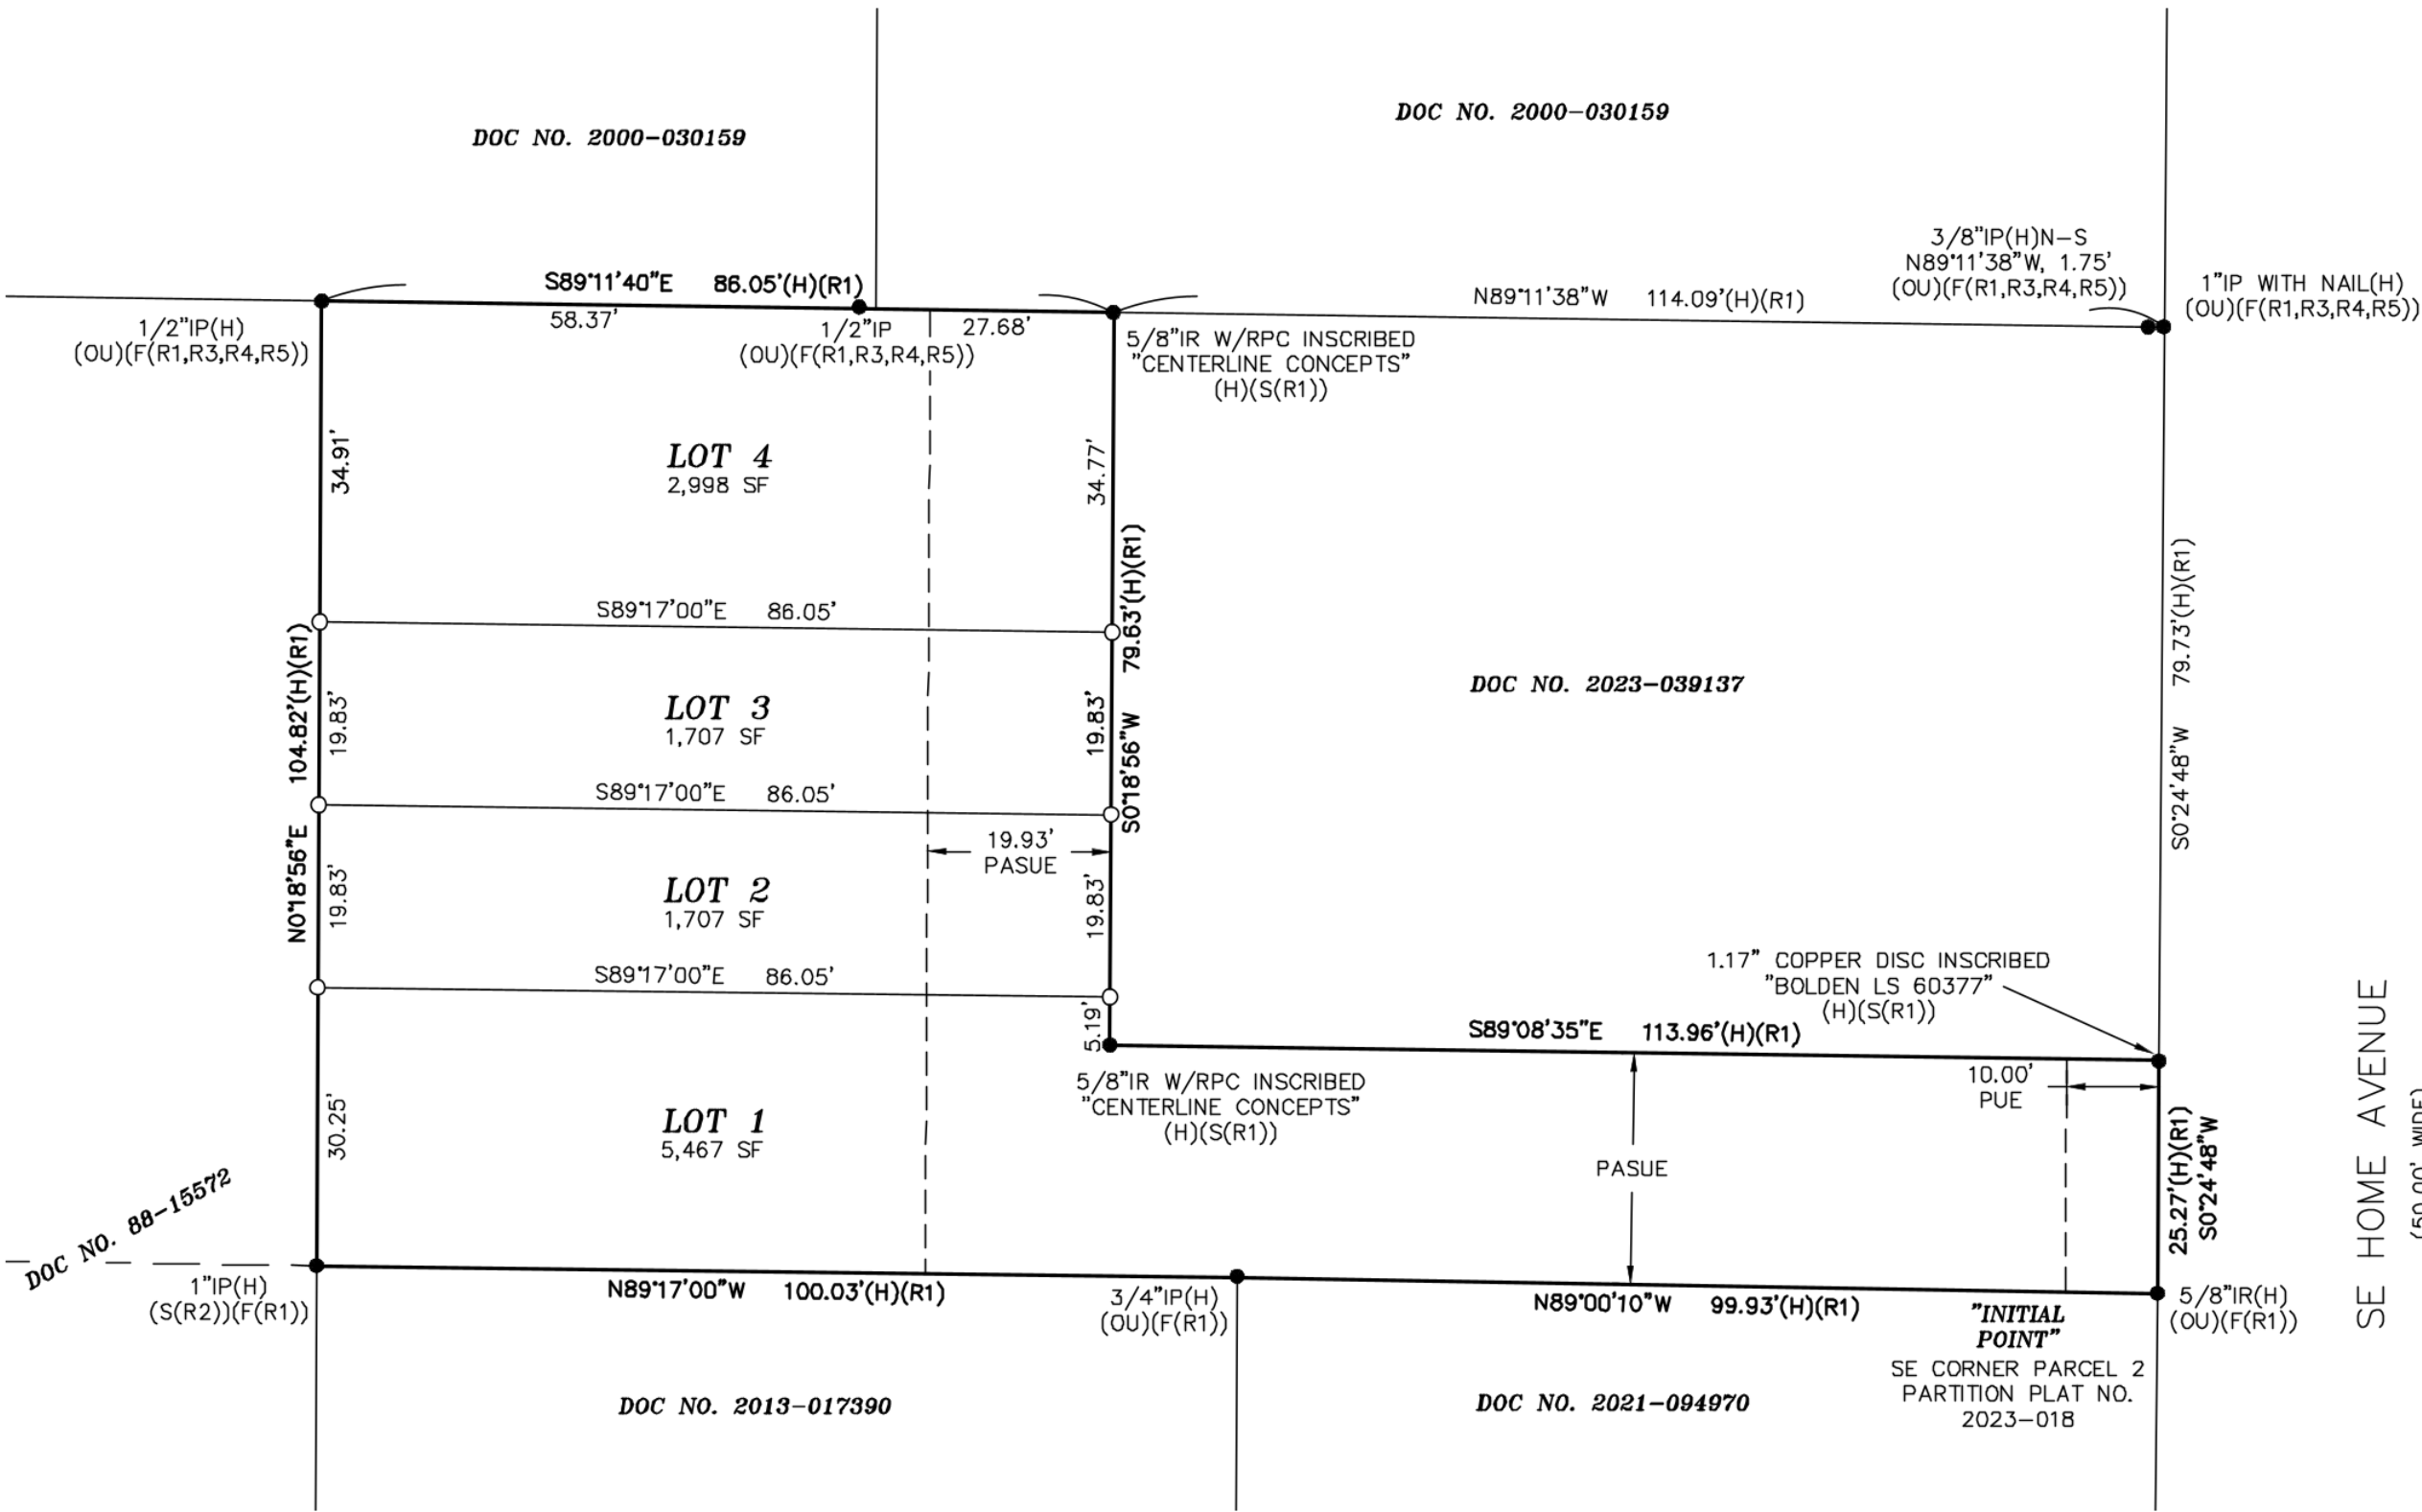 DOC NO. 2000-030159
DOC NO. 2000-030159
3/8"IP(H)N-S
N89°11'38"W, 1.75'
(OU)(F(R1,R3,R4,R5))
1"IP WITH NAIL(H)
(OU)(F(R1,R3,R4,R5))
S89°11'40"E 86.05'(H)(R1)
58.37'
27.68'
N89°11'38"W 114.09'(H)(R1)
1/2"IP(H)
(OU)(F(R1,R3,R4,R5))
1/2"IP
(OU)(F(R1,R3,R4,R5))
5/8"IR W/RPC INSCRIBED
"CENTERLINE CONCEPTS"
(H)(S(R1))
34.91'
LOT 4
2,998 SF
34.77'
S89°17'00"E 86.05'
N0°18'56"E 104.82'(H)(R1)
S0°18'56"W 79.63'(H)(R1)
S0°24'48"W 79.73'(H)(R1)
19.83'
LOT 3
1,707 SF
19.83'
DOC NO. 2023-039137
S89°17'00"E 86.05'
19.93'
PASUE
19.83'
LOT 2
1,707 SF
19.83'
S89°17'00"E 86.05'
1.17" COPPER DISC INSCRIBED
"BOLDEN LS 60377"
(H)(S(R1))
5.19'
S89°08'35"E 113.96'(H)(R1)
5/8"IR W/RPC INSCRIBED
"CENTERLINE CONCEPTS"
(H)(S(R1))
10.00'
PUE
30.25'
LOT 1
5,467 SF
PASUE
25.27'(H)(R1)
S0°24'48"W
SE HOME AVENUE
(50.00' WIDE)
DOC NO. 88-15572
1"IP(H)
(S(R2))(F(R1))
N89°17'00"W 100.03'(H)(R1)
3/4"IP(H)
(OU)(F(R1))
N89°00'10"W 99.93'(H)(R1)
"INITIAL
POINT"
SE CORNER PARCEL 2
PARTITION PLAT NO.
2023-018
5/8"IR(H)
(OU)(F(R1))
DOC NO. 2013-017390
DOC NO. 2021-094970